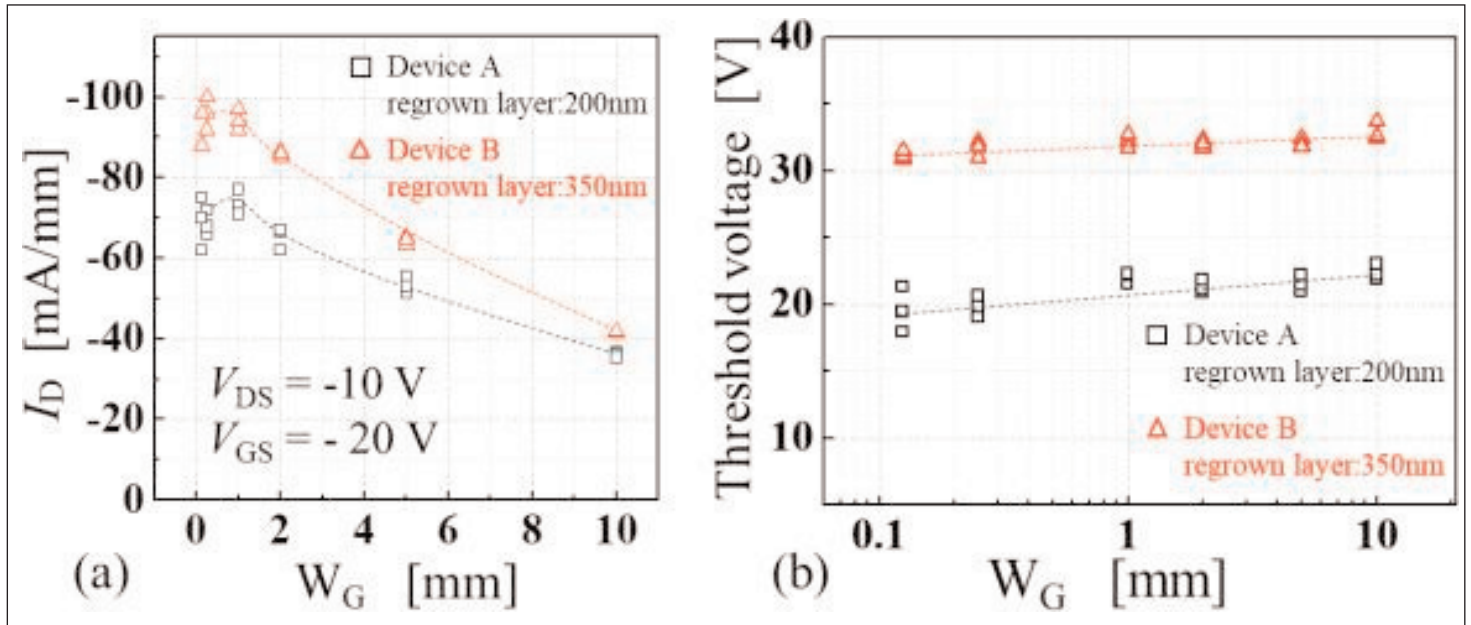 Device A
regrown layer:200nm
Device B
regrown layer:350nm
-100
-80
-60
-40
-20
0
I_D [mA/mm]
V_DS = -10 V
V_GS = - 20 V
0 2 4 6 8 10
(a) W_G [mm]
40
30
20
10
Threshold voltage [V]
Device A
regrown layer:200nm
Device B
regrown layer:350nm
0.1 1 10
(b) W_G [mm]